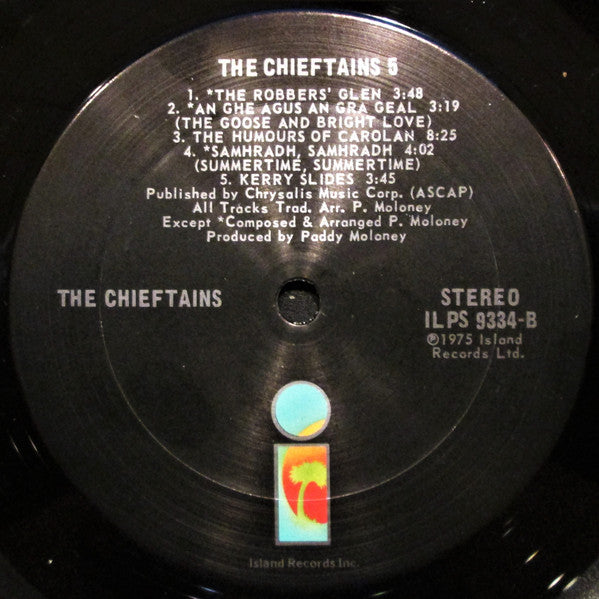 THE CHIEFTAINS 5
1. *THE ROBBERS' GLEN 3:48
2. *AN GHE AGUS AN GRA GEAL 3:19
(THE GOOSE AND BRIGHT LOVE)
3. THE HUMOURS OF CAROLAN 8:25
4. *SAMHRADH, SAMHRADH 4:02
(SUMMERTIME, SUMMERTIME)
5. KERRY SLIDES 3:45
Published by Chrysalis Music Corp. (ASCAP)
All Tracks Trad. Arr. P. Moloney
Except *Composed & Arranged P. Moloney
Produced by Paddy Moloney
THE CHIEFTAINS
STEREO
ILPS 9334-B
℗1975 Island
Records Ltd.
i
Island Records Inc.